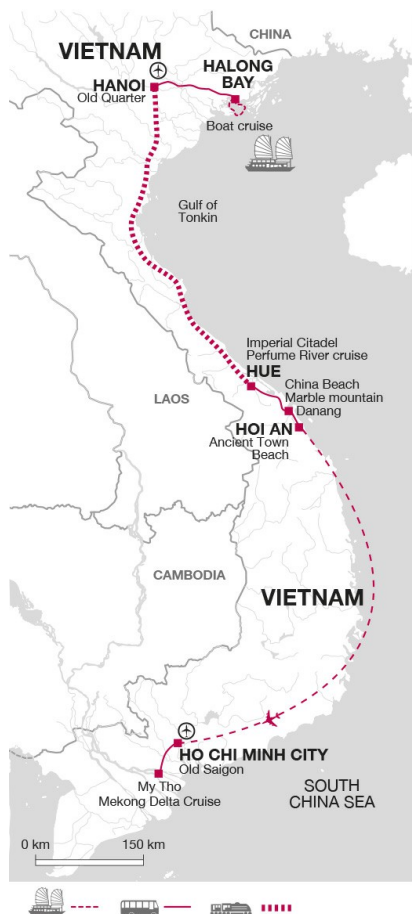 CHINA
VIETNAM
HALONG
BAY
HANOI
Old Quarter
Boat cruise
Gulf of
Tonkin
Imperial Citadel
Perfume River cruise
HUE
China Beach
Marble mountain
Danang
LAOS
HOI AN
Ancient Town
Beach
CAMBODIA
VIETNAM
HO CHI MINH CITY
Old Saigon
My Tho
Mekong Delta Cruise
SOUTH
CHINA SEA
0 km 150 km